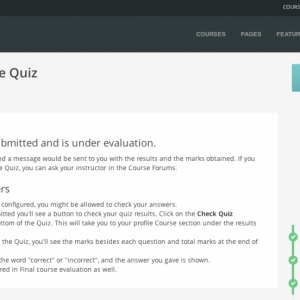 COURS
COURSES PAGES FEATUR
e Quiz
bmitted and is under evaluation.
nd a message would be sent to you with the results and the marks obtained. If you
e Quiz, you can ask your instructor in the Course Forums.
ers
configured, you might be allowed to check your answers.
itted you'll see a button to check your quiz results. Click on the Check Quiz
ttom of the Quiz. This will take you to your profile Course section under the results
the Quiz, you'll see the marks besides each question and total marks at the end of
the word "correct" or "incorrect", and the answer you gave is shown.
red in Final course evaluation as well.